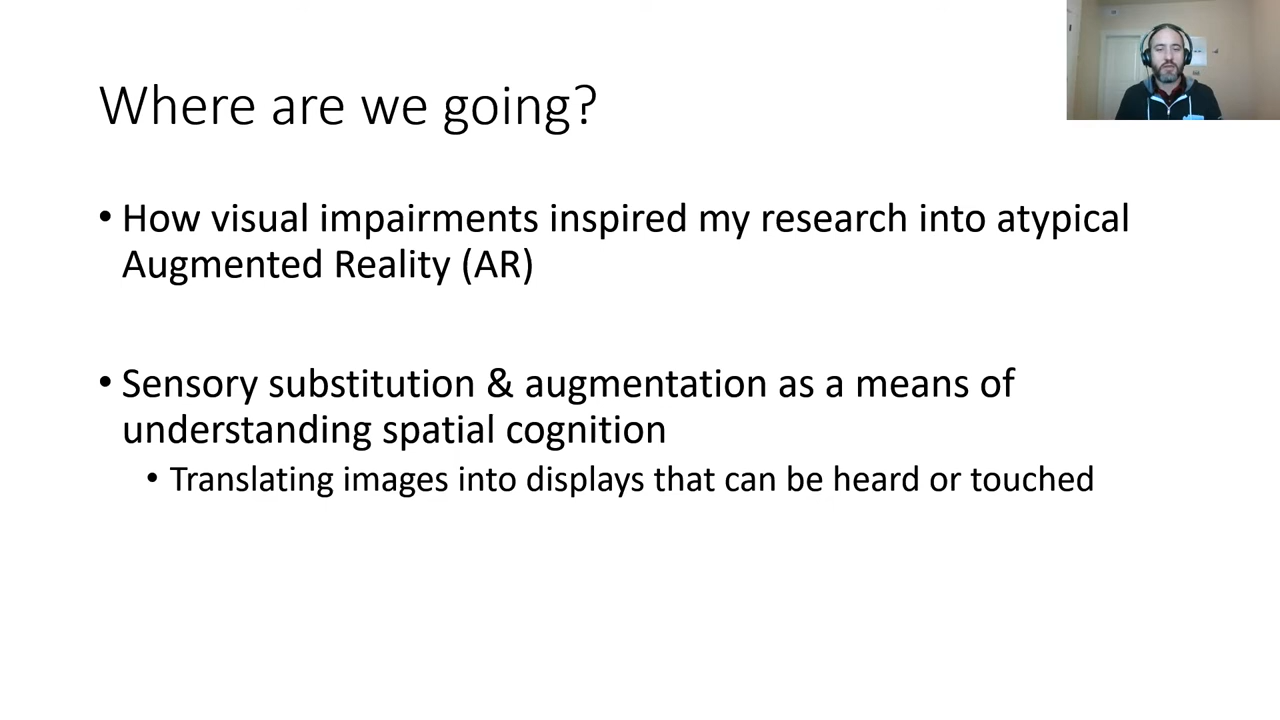 Where are we going?
• How visual impairments inspired my research into atypical
Augmented Reality (AR)
• Sensory substitution & augmentation as a means of
understanding spatial cognition
• Translating images into displays that can be heard or touched